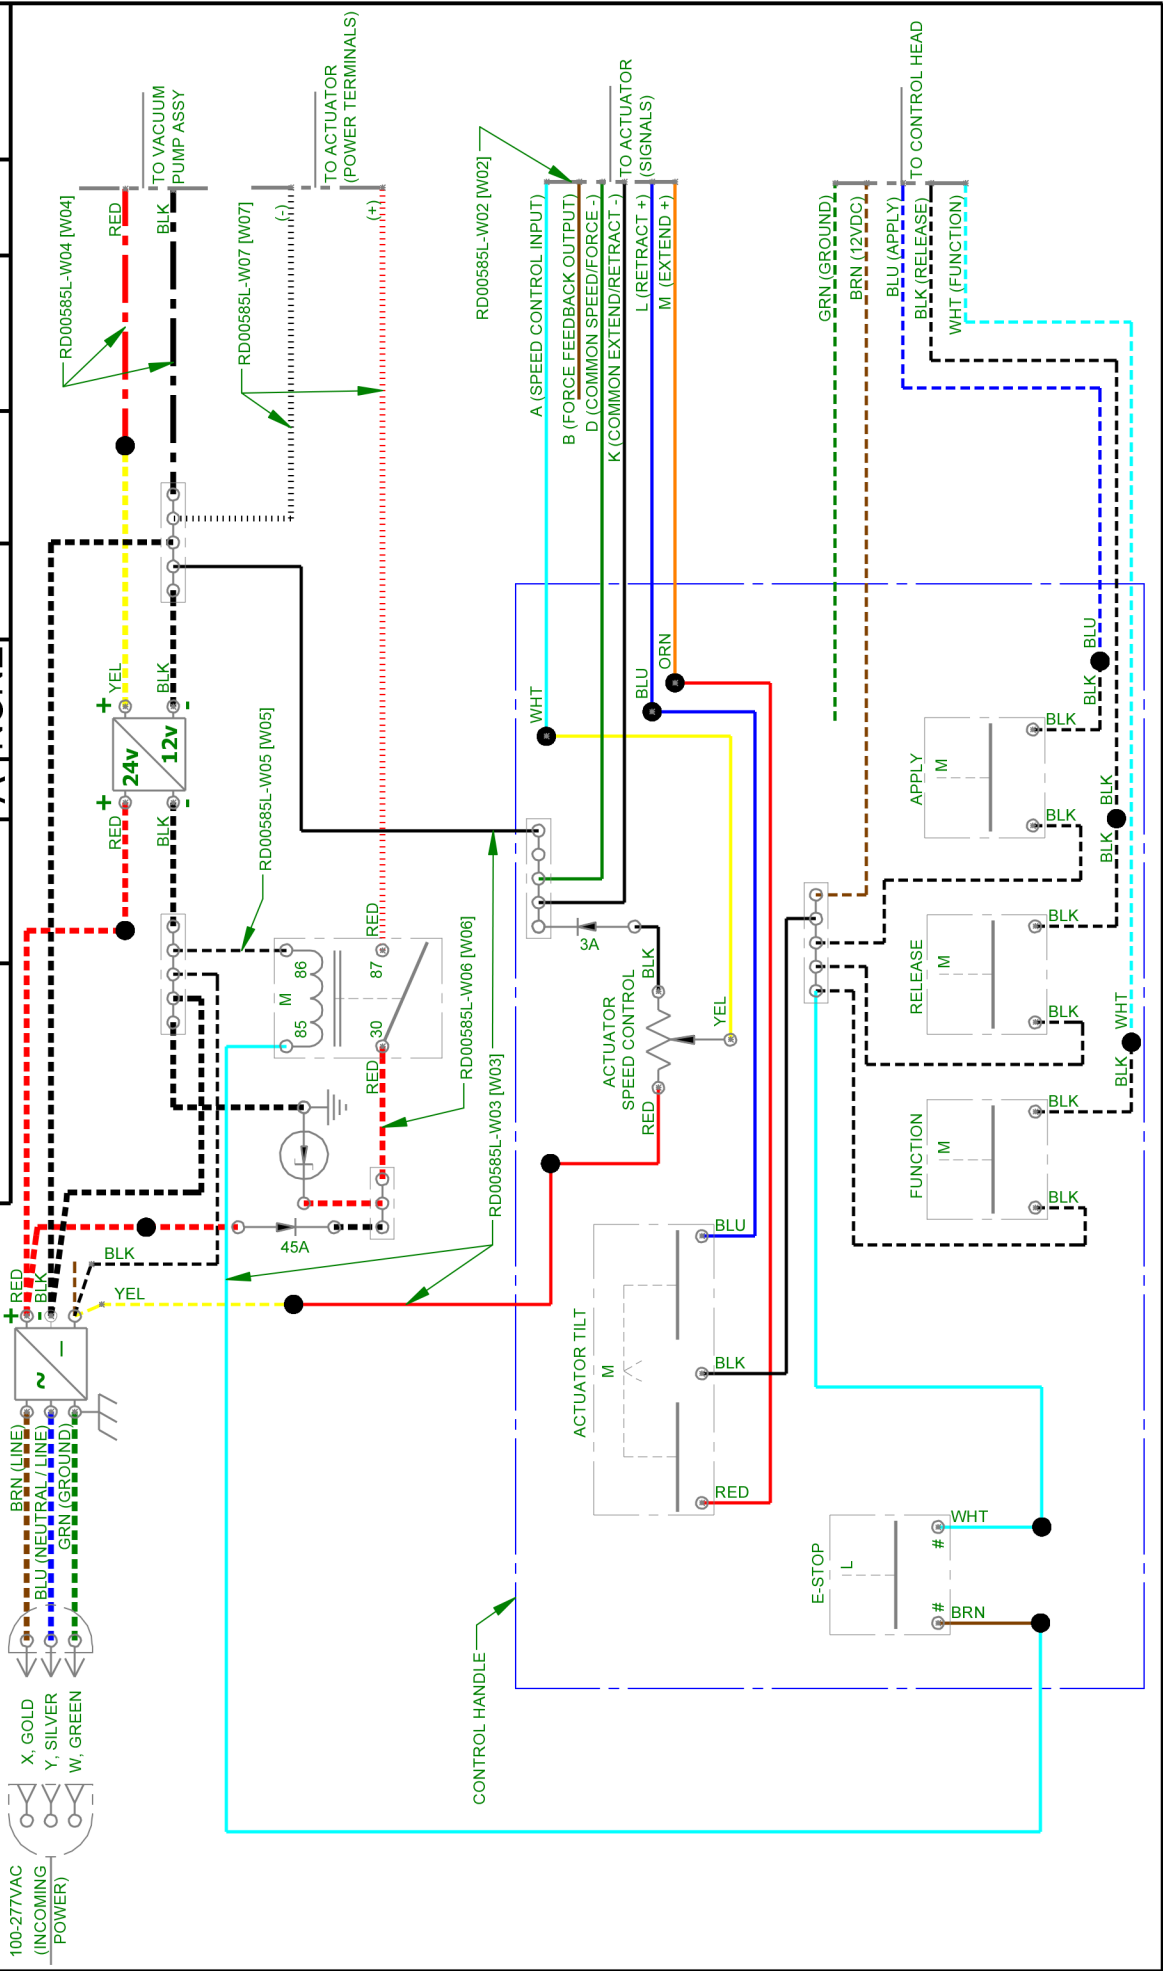 100-277VAC
(INCOMING
POWER)
X, GOLD
Y, SILVER
W, GREEN
BRN (LINE)
BLU (NEUTRAL / LINE)
GRN (GROUND)
~
—
+
-
RED
BLK
BLK
YEL
+
-
RED
BLK
24v
12v
+
-
YEL
BLK
RED
BLK
RD00585L-W04 [W04]
TO VACUUM
PUMP ASSY
RD00585L-W07 [W07]
(-)
(+)
TO ACTUATOR
(POWER TERMINALS)
RD00585L-W05 [W05]
86
85
M
87
30
RED
RED
45A
RD00585L-W06 [W06]
RD00585L-W03 [W03]
RD00585L-W02 [W02]
TO ACTUATOR
(SIGNALS)
A (SPEED CONTROL INPUT)
B (FORCE FEEDBACK OUTPUT)
D (COMMON SPEED/FORCE -)
K (COMMON EXTEND/RETRACT -)
L (RETRACT +)
M (EXTEND +)
WHT
BLU
ORN
3A
BLK
ACTUATOR
SPEED CONTROL
YEL
RED
ACTUATOR TILT
M
BLU
BLK
RED
CONTROL HANDLE
E-STOP
L
#
#
WHT
BRN
TO CONTROL HEAD
GRN (GROUND)
BRN (12VDC)
BLU (APPLY)
BLK (RELEASE)
WHT (FUNCTION)
APPLY
M
BLK
BLK
BLK
BLU
RELEASE
M
BLK
BLK
BLK
BLK
FUNCTION
M
BLK
BLK
BLK
WHT